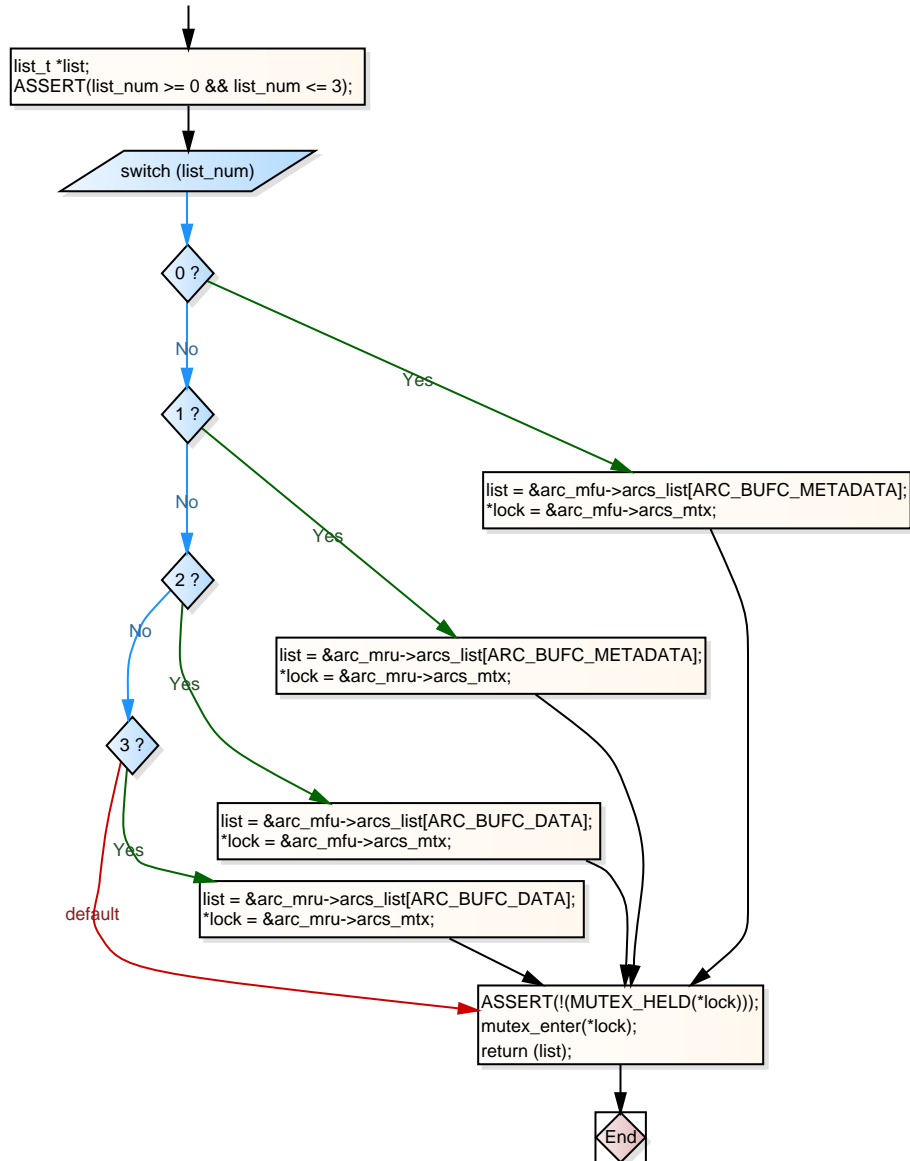 list_t *list;
ASSERT(list_num >= 0 && list_num <= 3);
switch (list_num)
0 ?
No
Yes
1 ?
list = &arc_mfu->arcs_list[ARC_BUFC_METADATA];
*lock = &arc_mfu->arcs_mtx;
No
Yes
2 ?
No
list = &arc_mru->arcs_list[ARC_BUFC_METADATA];
*lock = &arc_mru->arcs_mtx;
Yes
3 ?
list = &arc_mfu->arcs_list[ARC_BUFC_DATA];
*lock = &arc_mfu->arcs_mtx;
Yes
list = &arc_mru->arcs_list[ARC_BUFC_DATA];
*lock = &arc_mru->arcs_mtx;
default
ASSERT(!(MUTEX_HELD(*lock)));
mutex_enter(*lock);
return (list);
End